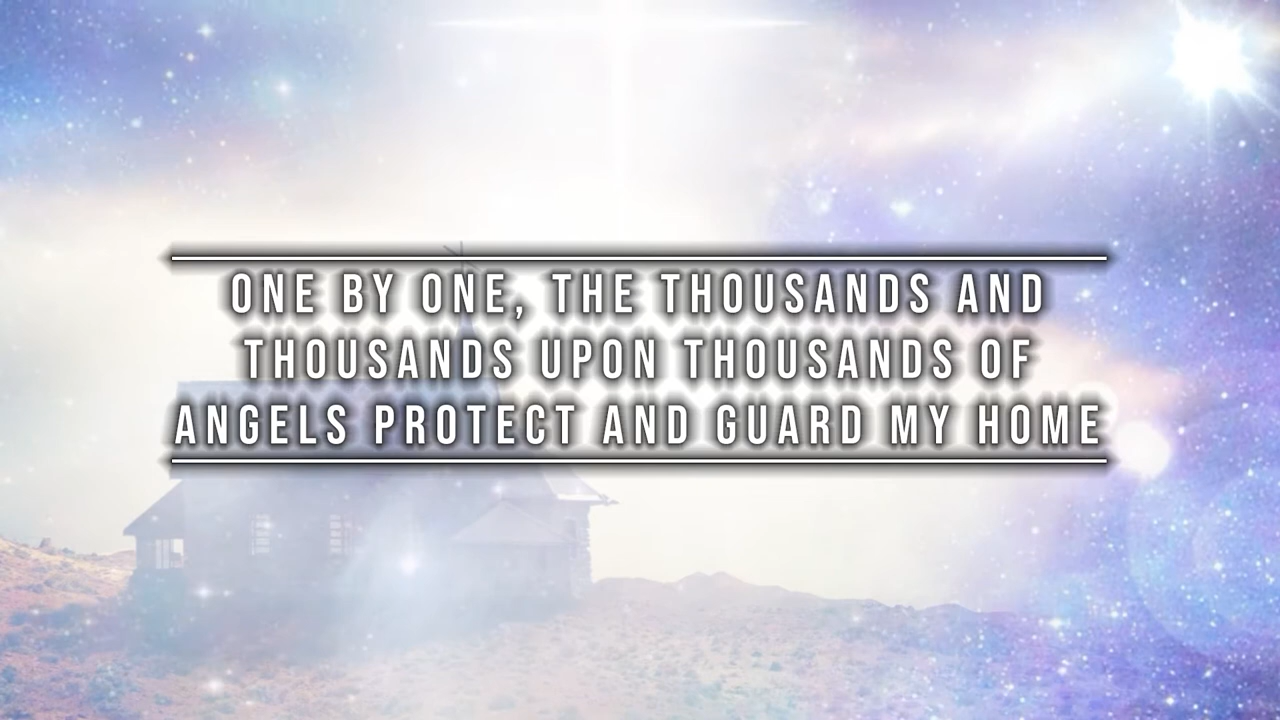 ONE BY ONE, THE THOUSANDS AND
THOUSANDS UPON THOUSANDS OF
ANGELS PROTECT AND GUARD MY HOME